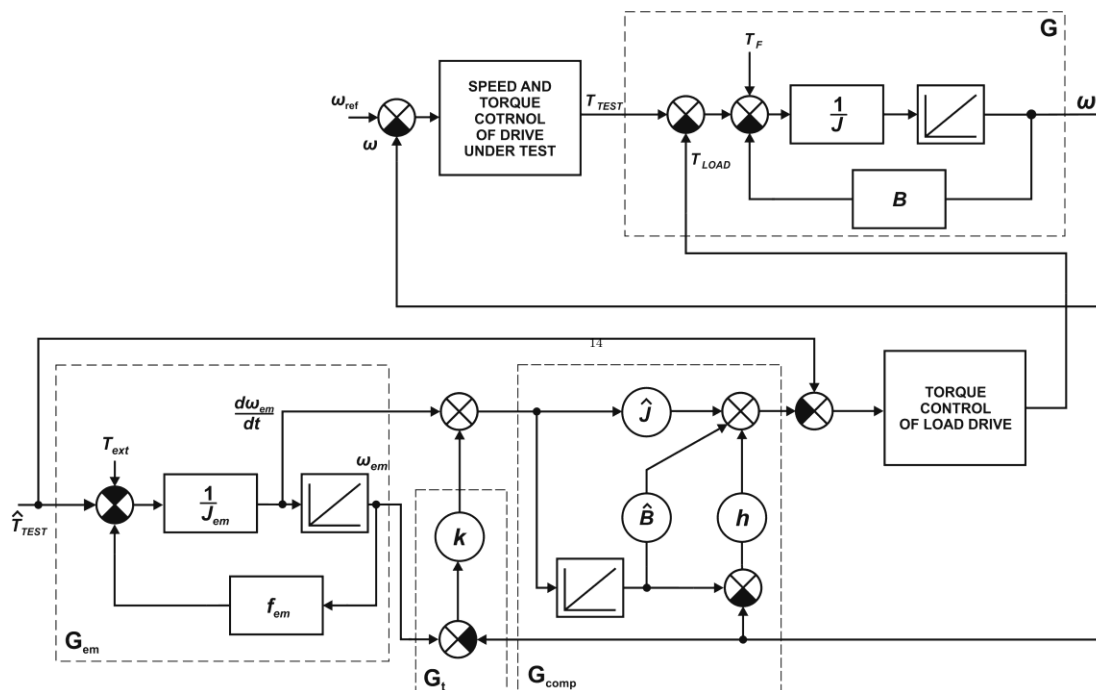 G
T_F
SPEED AND
TORQUE
COTRNOL
OF DRIVE
UNDER TEST
ω_ref
ω
T_TEST
1
J
ω
T_LOAD
B
14
dω_em
dt
Ĵ
TORQUE
CONTROL
OF LOAD DRIVE
T_ext
ω_em
1
J_em
T̂_TEST
k
B̂
h
f_em
G_em
G_t
G_comp